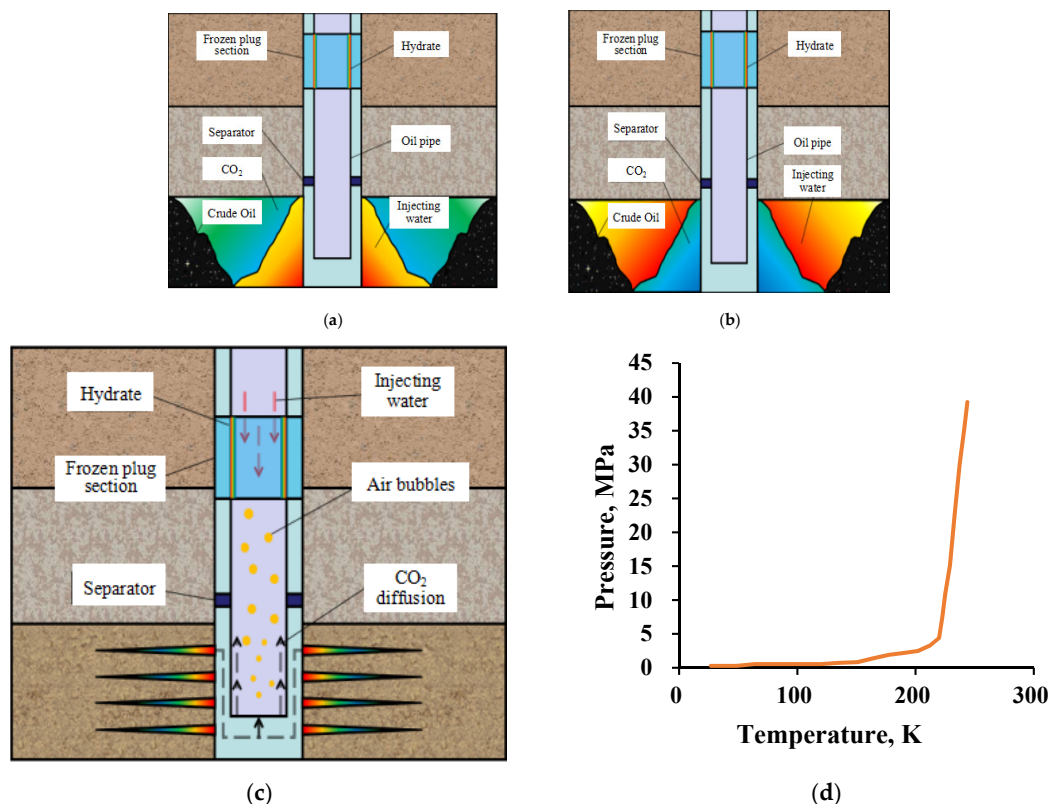 Frozen plug
section
Hydrate
Separator
Oil pipe
CO2
Crude Oil
Injecting
water
(a)
Frozen plug
section
Hydrate
Separator
Oil pipe
CO2
Injecting
water
Crude Oil
(b)
Hydrate
Injecting
water
Frozen plug
section
Air bubbles
Separator
CO2
diffusion
(c)
Pressure, MPa
45
40
35
30
25
20
15
10
5
0
0 100 200 300
Temperature, K
(d)